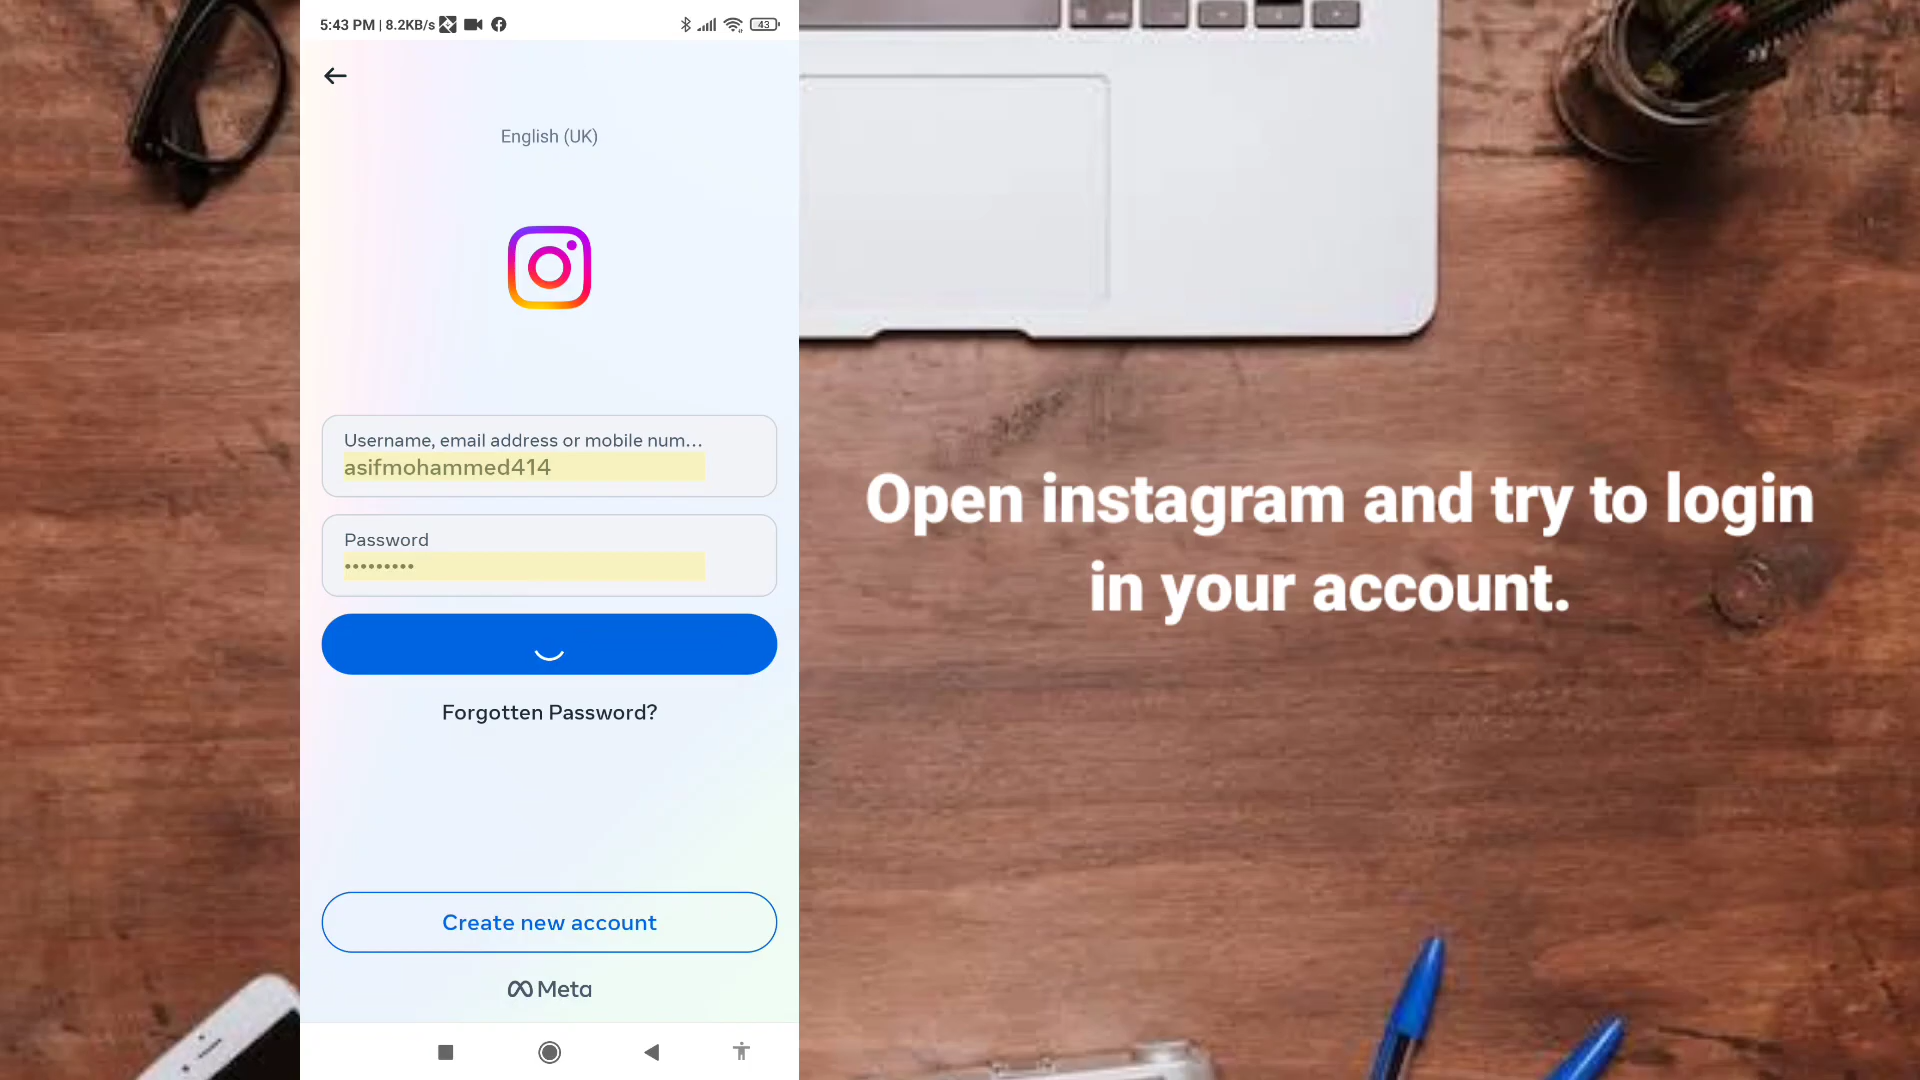 5:43 PM | 8.2KB/s
43
English (UK)
Username, email address or mobile num...
asifmohammed414
Password
•••••••••
Forgotten Password?
Create new account
Meta
Open instagram and try to login
in your account.